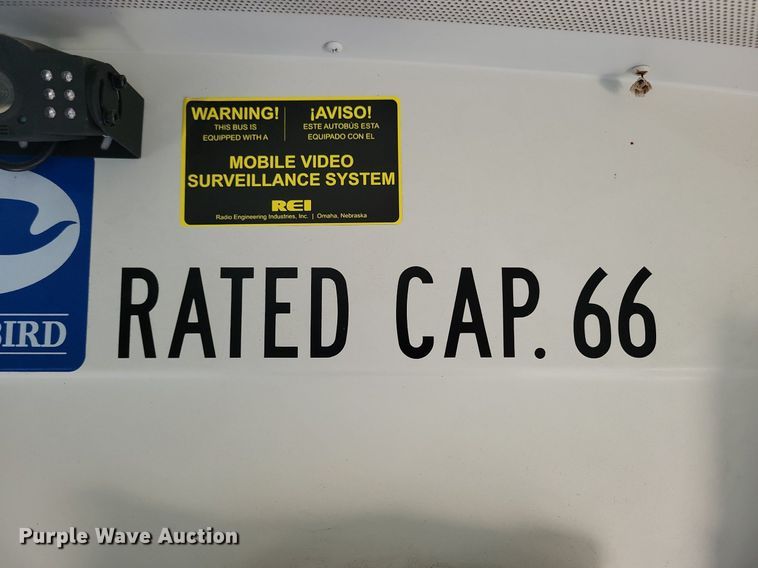 WARNING!
THIS BUS IS
EQUIPPED WITH A
¡AVISO!
ESTE AUTOBÚS ESTA
EQUIPADO CON EL
MOBILE VIDEO
SURVEILLANCE SYSTEM
REI
Radio Engineering Industries, Inc. | Omaha, Nebraska
BIRD
RATED CAP. 66
Purple Wave Auction